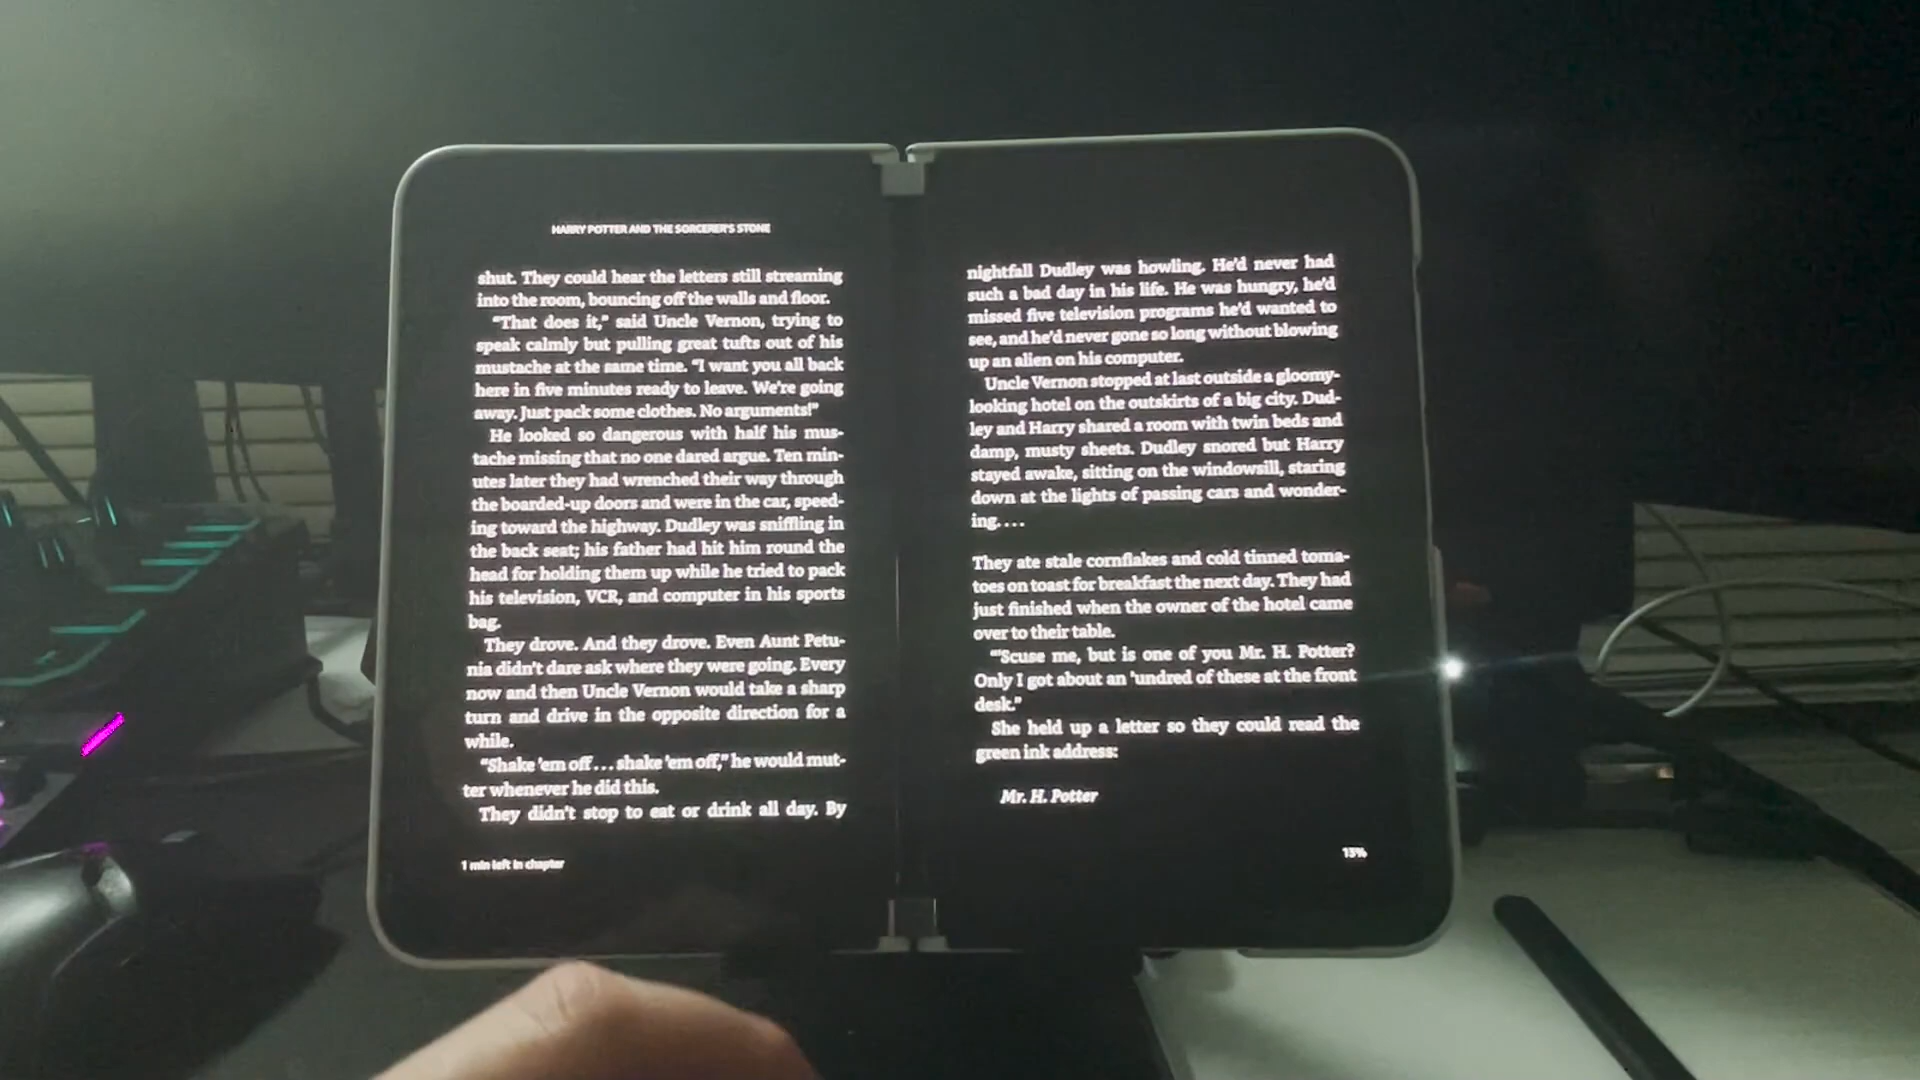 HARRY POTTER AND THE SORCERER'S STONE
shut. They could hear the letters still streaming
into the room, bouncing off the walls and floor.
"That does it," said Uncle Vernon, trying to
speak calmly but pulling great tufts out of his
mustache at the same time. "I want you all back
here in five minutes ready to leave. We're going
away. Just pack some clothes. No arguments!"
He looked so dangerous with half his mus-
tache missing that no one dared argue. Ten min-
utes later they had wrenched their way through
the boarded-up doors and were in the car, speed-
ing toward the highway. Dudley was sniffling in
the back seat; his father had hit him round the
head for holding them up while he tried to pack
his television, VCR, and computer in his sports
bag.
They drove. And they drove. Even Aunt Petu-
nia didn't dare ask where they were going. Every
now and then Uncle Vernon would take a sharp
turn and drive in the opposite direction for a
while.
"Shake 'em off ... shake 'em off," he would mut-
ter whenever he did this.
They didn't stop to eat or drink all day. By
1 min left in chapter
nightfall Dudley was howling. He'd never had
such a bad day in his life. He was hungry, he'd
missed five television programs he'd wanted to
see, and he'd never gone so long without blowing
up an alien on his computer.
Uncle Vernon stopped at last outside a gloomy-
looking hotel on the outskirts of a big city. Dud-
ley and Harry shared a room with twin beds and
damp, musty sheets. Dudley snored but Harry
stayed awake, sitting on the windowsill, staring
down at the lights of passing cars and wonder-
ing....
They ate stale cornflakes and cold tinned toma-
toes on toast for breakfast the next day. They had
just finished when the owner of the hotel came
over to their table.
"'Scuse me, but is one of you Mr. H. Potter?
Only I got about an 'undred of these at the front
desk."
She held up a letter so they could read the
green ink address:
Mr. H. Potter
13%